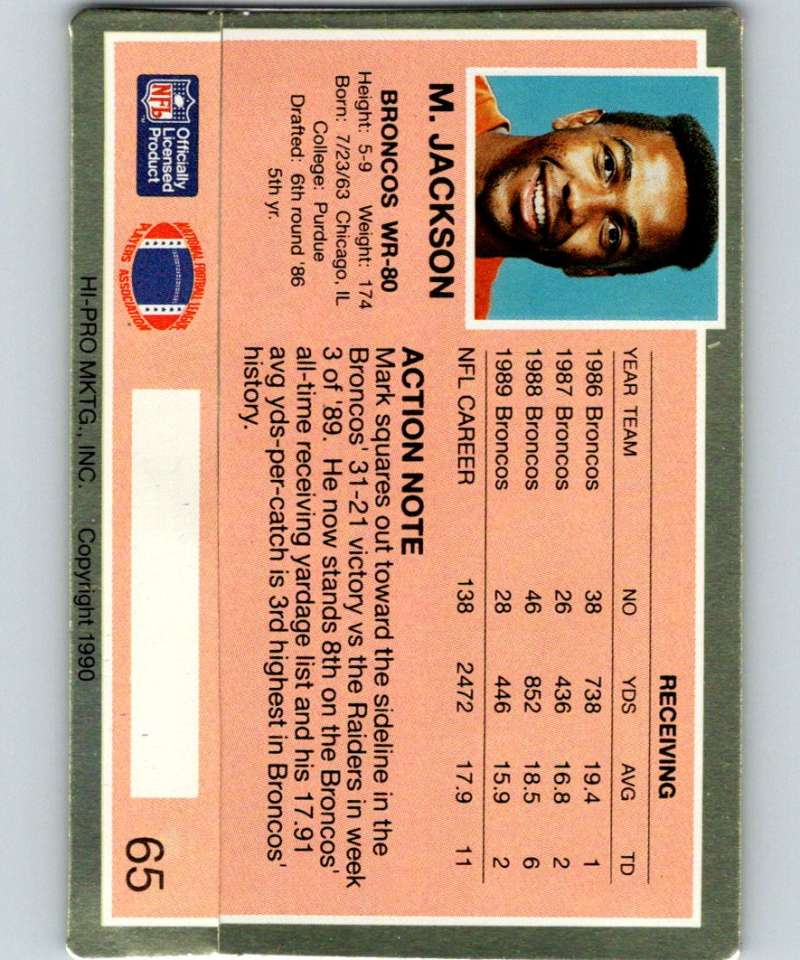 M. JACKSON
BRONCOS WR-80
Height: 5-9 Weight: 174
Born: 7/23/63 Chicago, IL
College: Purdue
Drafted: 6th round '86
5th yr.
RECEIVING
YEAR TEAM NO YDS AVG TD
1986 Broncos 38 738 19.4 1
1987 Broncos 26 436 16.8 2
1988 Broncos 46 852 18.5 6
1989 Broncos 28 446 15.9 2
NFL CAREER 138 2472 17.9 11
ACTION NOTE
Mark squares out toward the sideline in the
Broncos' 31-21 victory vs the Raiders in week
3 of '89. He now stands 8th on the Broncos'
all-time receiving yardage list and his 17.91
avg yds-per-catch is 3rd highest in Broncos'
history.
NFL
Officially
Licensed
Product
NATIONAL FOOTBALL LEAGUE
PLAYERS ASSOCIATION
65
HI-PRO MKTG., INC. Copyright 1990